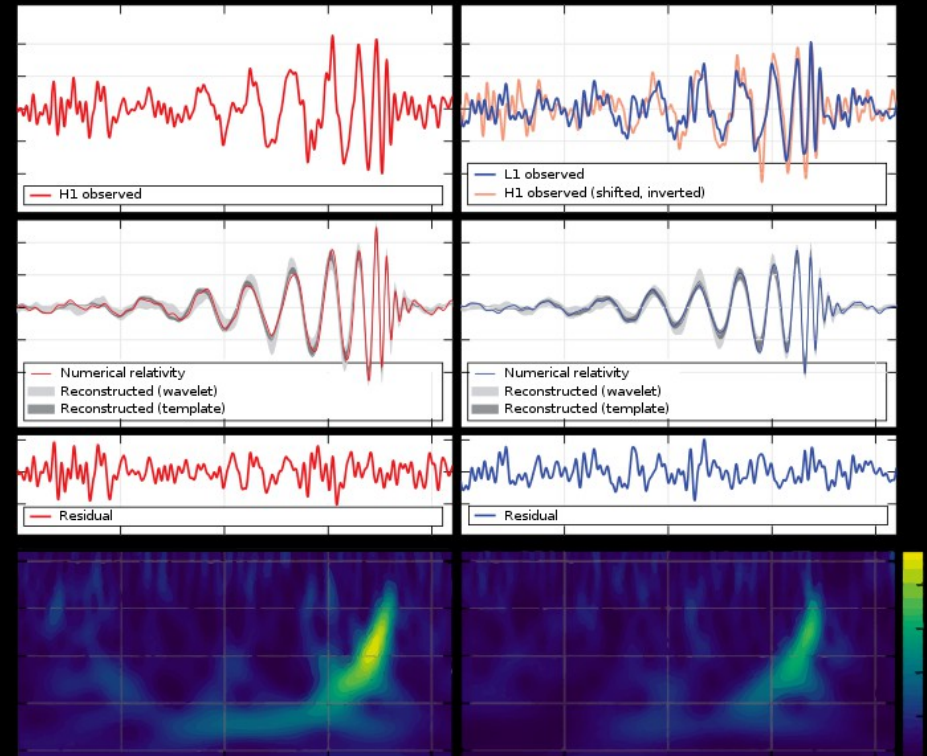 H1 observed
L1 observed
H1 observed (shifted, inverted)
Numerical relativity
Reconstructed (wavelet)
Reconstructed (template)
Numerical relativity
Reconstructed (wavelet)
Reconstructed (template)
Residual
Residual